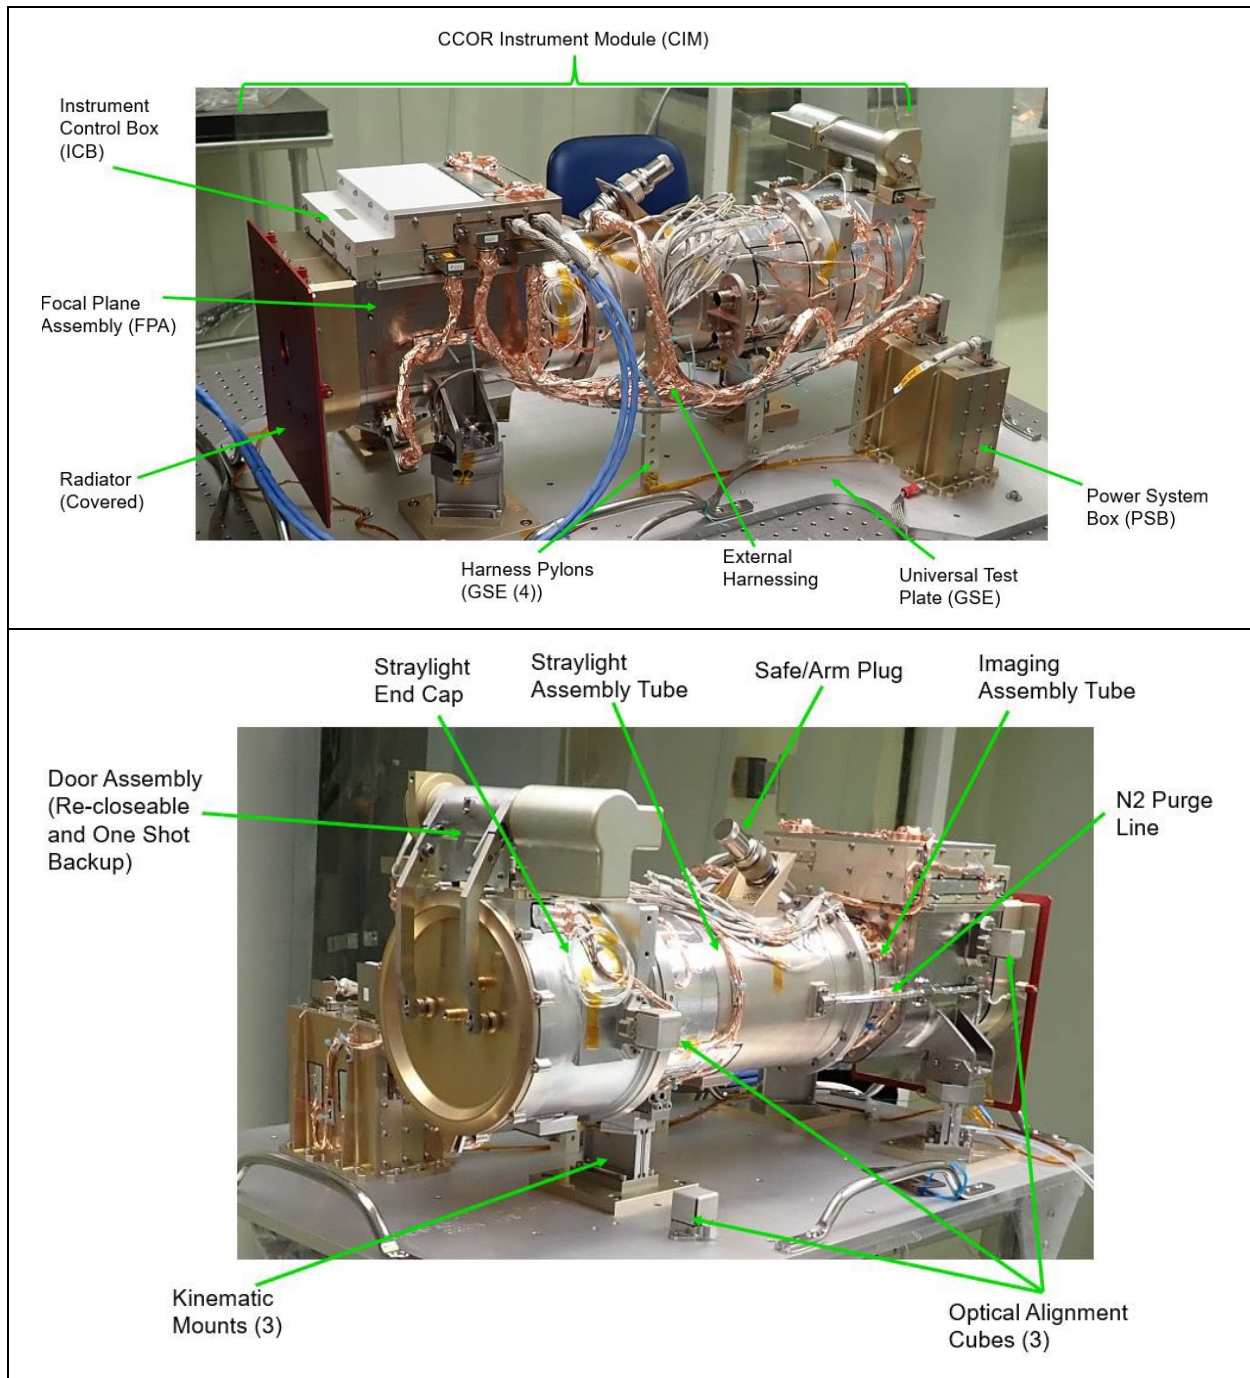 CCOR Instrument Module (CIM)
Instrument
Control Box
(ICB)
Focal Plane
Assembly (FPA)
Radiator
(Covered)
Harness Pylons
(GSE (4))
External
Harnessing
Universal Test
Plate (GSE)
Power System
Box (PSB)
Straylight
End Cap
Straylight
Assembly Tube
Safe/Arm Plug
Imaging
Assembly Tube
Door Assembly
(Re-closeable
and One Shot
Backup)
N2 Purge
Line
Kinematic
Mounts (3)
Optical Alignment
Cubes (3)